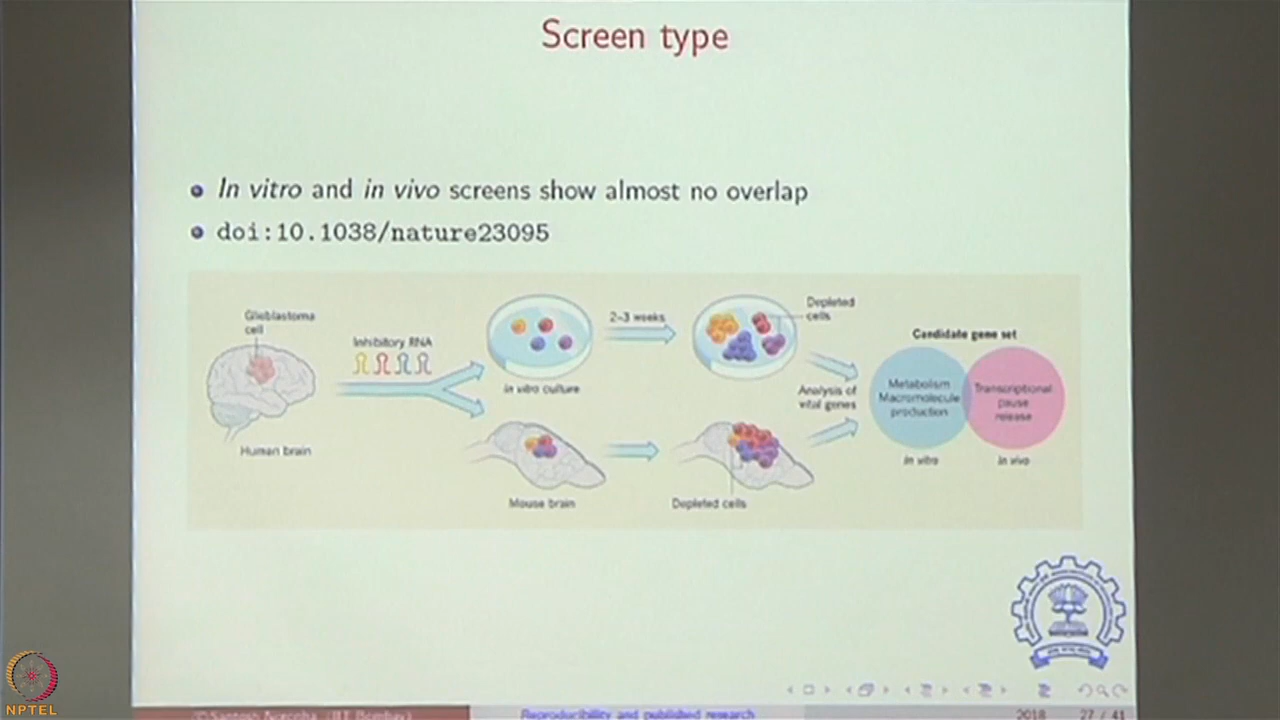 Screen type
In vitro and in vivo screens show almost no overlap
doi:10.1038/nature23095
Glioblastoma
cell
Inhibitory RNA
Human brain
in vitro culture
2-3 weeks
Depleted
cells
Mouse brain
Depleted cells
Analysis of
vital genes
Candidate gene set
Metabolism
Macromolecule
production
Transcriptional
pause
release
in vitro
in vivo
NPTEL
Reproducibility and published research
2018 27 / 41